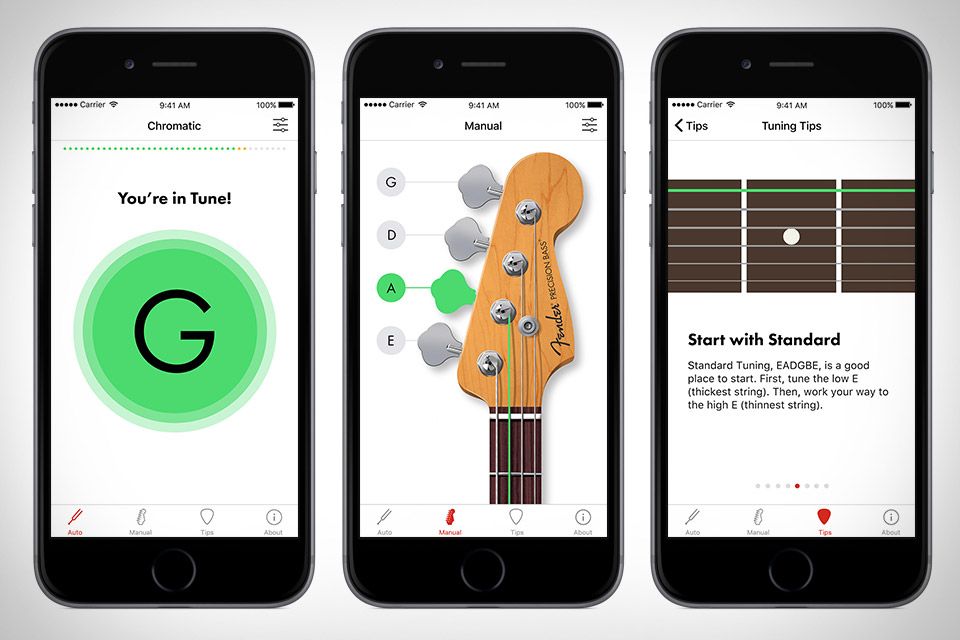 Carrier 9:41 AM 100%
Chromatic
You're in Tune!
G
Auto Manual Tips About
Carrier 9:41 AM 100%
Manual
G
D
A
E
Fender PRECISION BASS
Auto Manual Tips About
Carrier 9:41 AM 100%
Tips Tuning Tips
Start with Standard
Standard Tuning, EADGBE, is a good
place to start. First, tune the low E
(thickest string). Then, work your way to
the high E (thinnest string).
Auto Manual Tips About